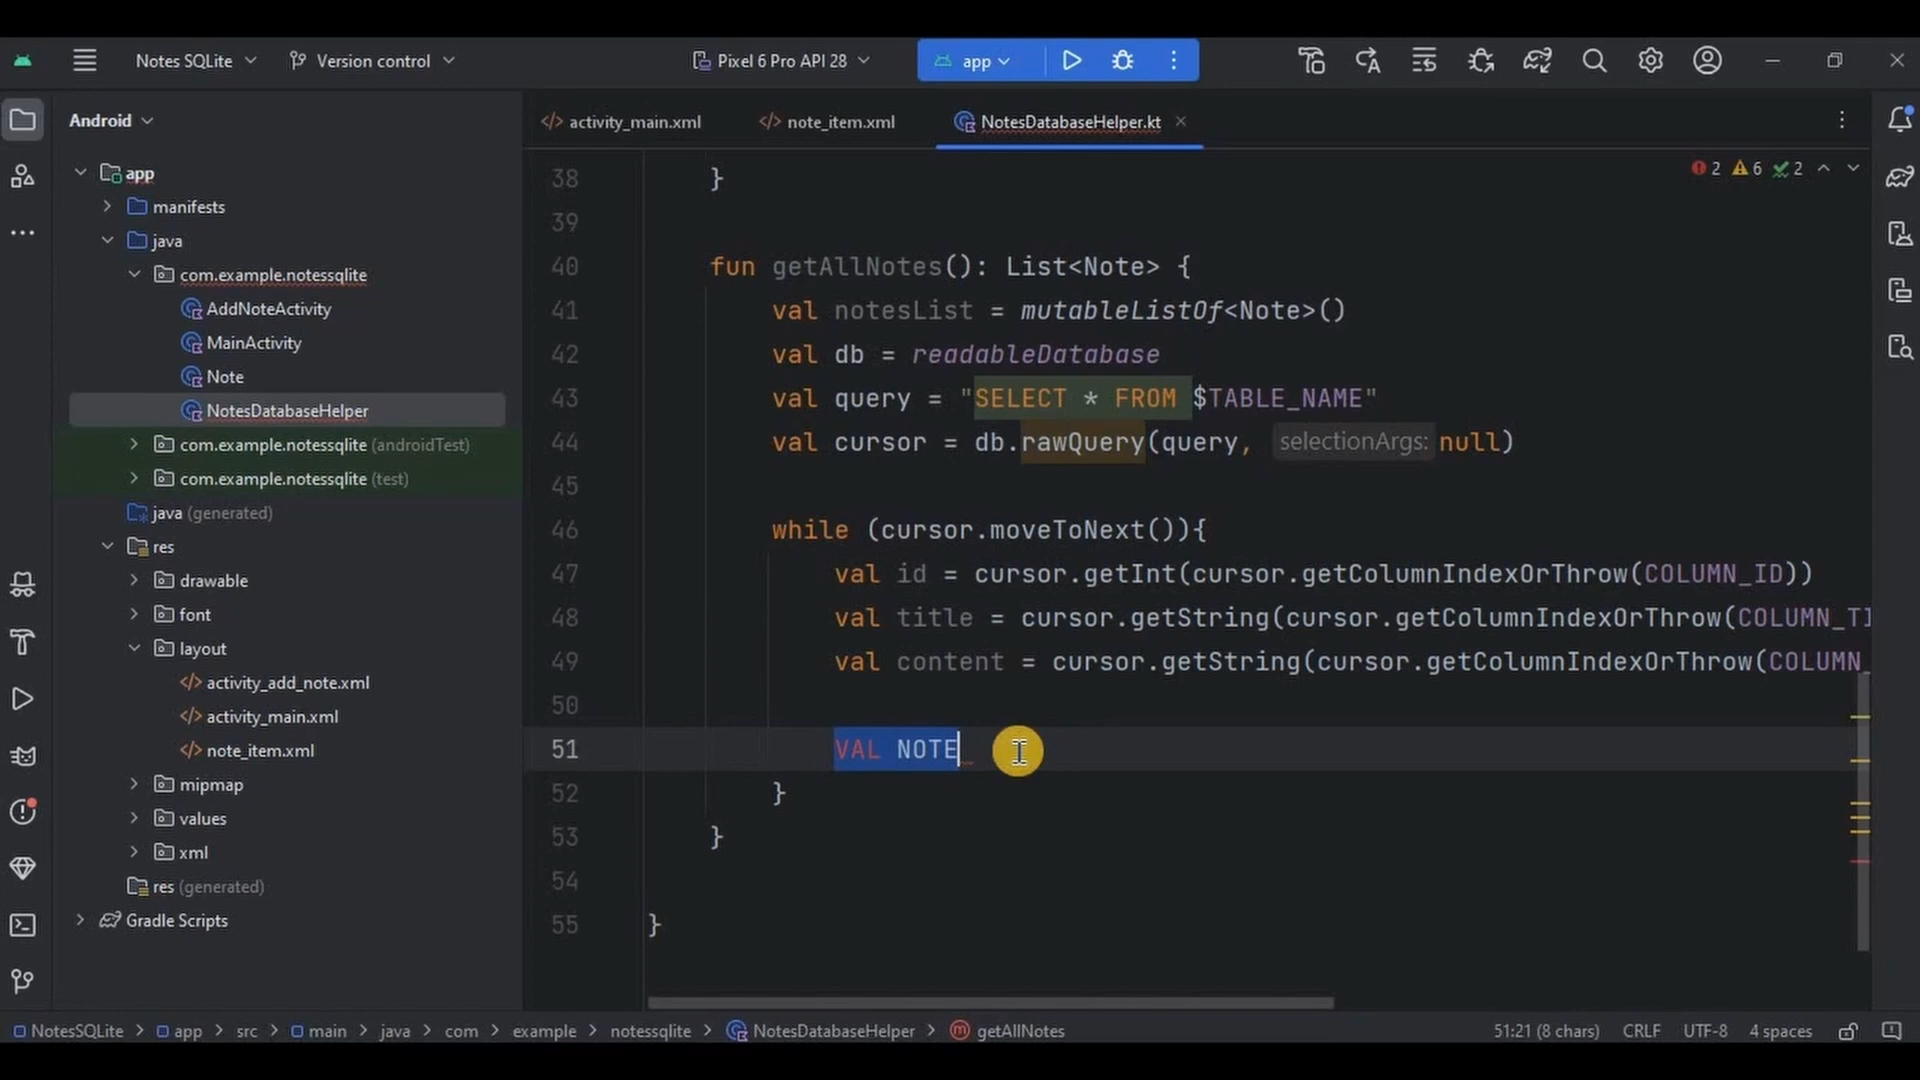 Notes SQLite
Version control
Pixel 6 Pro API 28
app
Android
activity_main.xml
note_item.xml
NotesDatabaseHelper.kt
app
manifests
java
com.example.notessqlite
AddNoteActivity
MainActivity
Note
NotesDatabaseHelper
com.example.notessqlite (androidTest)
com.example.notessqlite (test)
java (generated)
res
drawable
font
layout
activity_add_note.xml
activity_main.xml
note_item.xml
mipmap
values
xml
res (generated)
Gradle Scripts
2 6 2
38 }
39
40 fun getAllNotes(): List<Note> {
41 val notesList = mutableListOf<Note>()
42 val db = readableDatabase
43 val query = "SELECT * FROM $TABLE_NAME"
44 val cursor = db.rawQuery(query, selectionArgs: null)
45
46 while (cursor.moveToNext()){
47 val id = cursor.getInt(cursor.getColumnIndexOrThrow(COLUMN_ID))
48 val title = cursor.getString(cursor.getColumnIndexOrThrow(COLUMN_TI
49 val content = cursor.getString(cursor.getColumnIndexOrThrow(COLUMN_
50
51 VAL NOTE
52 }
53 }
54
55 }
NotesSQLite > app > src > main > java > com > example > notessqlite > NotesDatabaseHelper > getAllNotes
51:21 (8 chars) CRLF UTF-8 4 spaces